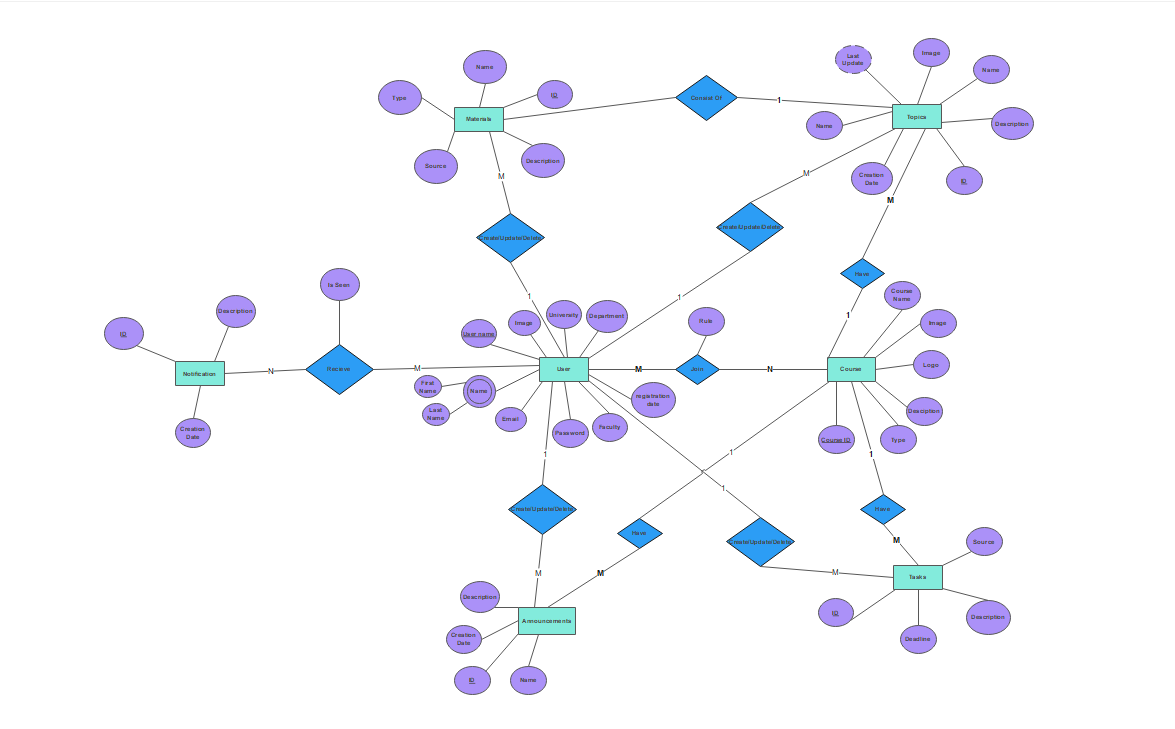 Last
Update
Image
Name
Name
Type
ID
Consist Of
1
Topics
Materials
Name
Description
Source
Description
M
M
Creation
Date
ID
M
Create/Update/Delete
Create/Update/Delete
Have
Is Seen
1
1
Course
Name
Description
ID
User name
Image
University
Department
Rule
1
Image
Notification
N
Recieve
M
User
M
Join
N
Course
Logo
First
Name
Name
Last
Name
registration
date
Email
Password
Faculty
Desciption
Creation
Date
Course ID
Type
1
1
1
1
Create/Update/Delete
Have
Create/Update/Delete
Have
M
M
M
M
Source
Tasks
Description
ID
Description
Deadline
Announcements
Creation
Date
ID
Name